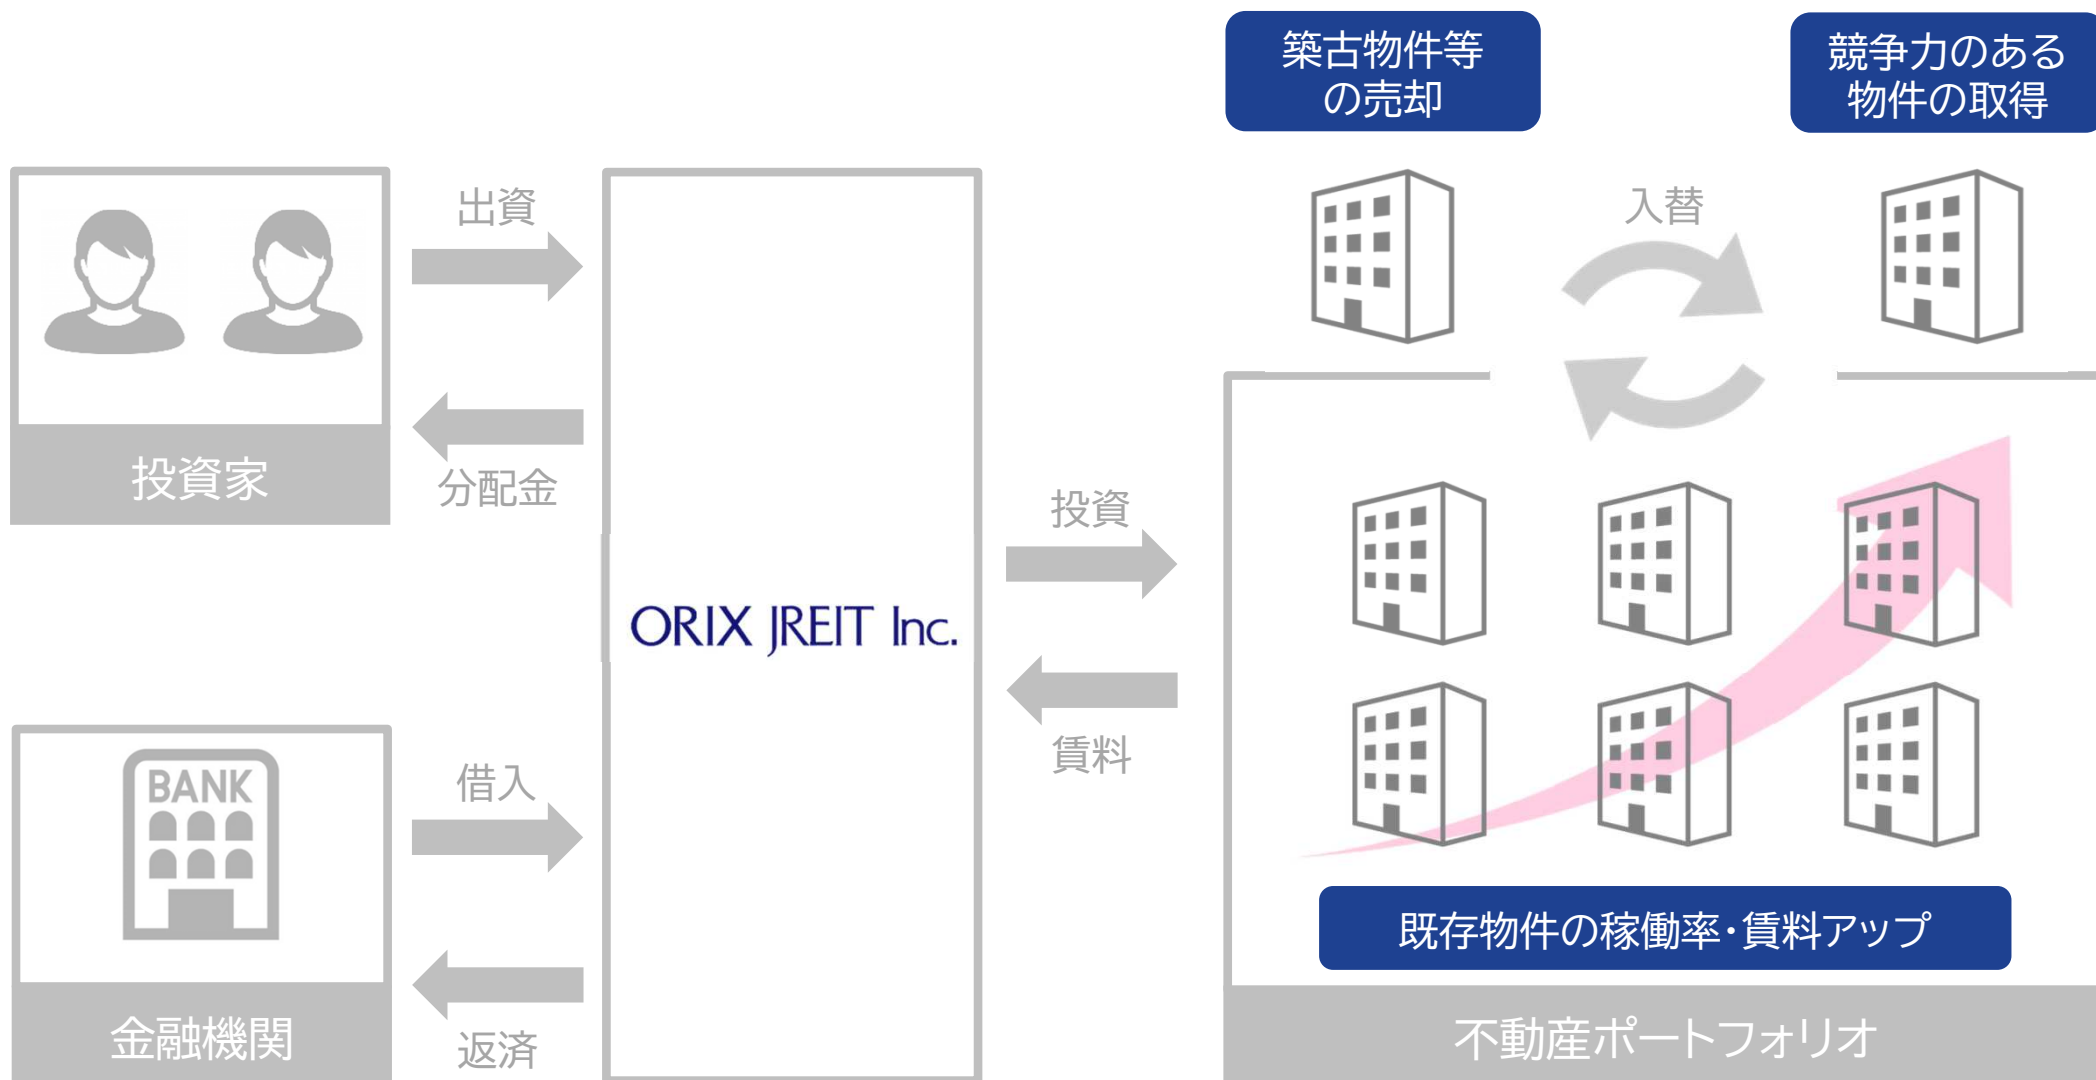 築古物件等
の売却
競争力のある
物件の取得
出資
入替
分配金
投資家
投資
ORIX JREIT Inc.
賃料
BANK
借入
既存物件の稼働率・賃料アップ
金融機関
返済
不動産ポートフォリオ